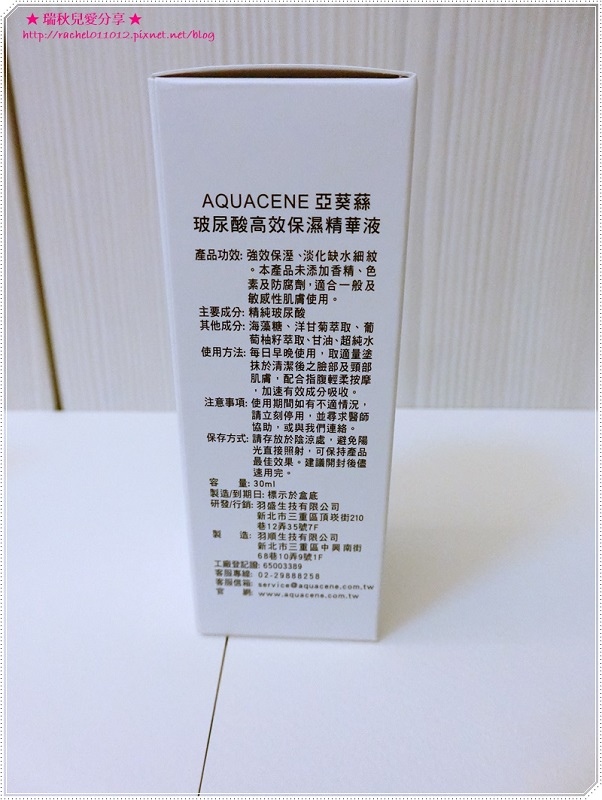 ★ 瑞秋兒愛分享 ★
http://rachel011012.pixnet.net/blog
AQUACENE 亞葵蕬
玻尿酸高效保濕精華液
產品功效: 強效保溼、淡化缺水細紋
。本產品未添加香精、色
素及防腐劑,適合一般及
敏感性肌膚使用。
主要成分: 精純玻尿酸
其他成分: 海藻糖、洋甘菊萃取、葡
萄柚籽萃取、甘油、超純水
使用方法: 每日早晚使用,取適量塗
抹於清潔後之臉部及頸部
肌膚,配合指腹輕柔按摩
,加速有效成分吸收。
注意事項: 使用期間如有不適情況,
請立刻停用,並尋求醫師
協助,或與我們連絡。
保存方式: 請存放於陰涼處,避免陽
光直接照射,可保持產品
最佳效果。建議開封後儘
速用完。
容 量: 30ml
製造/到期日: 標示於盒底
研發/行銷: 羽盛生技有限公司
新北市三重區頂崁街210
巷12弄35號7F
製 造: 羽順生技有限公司
新北市三重區中興南街
68巷10弄9號1F
工廠登記證: 65003389
客服專線: 02-29888258
客服信箱: service@aquacene.com.tw
官 網: www.aquacene.com.tw